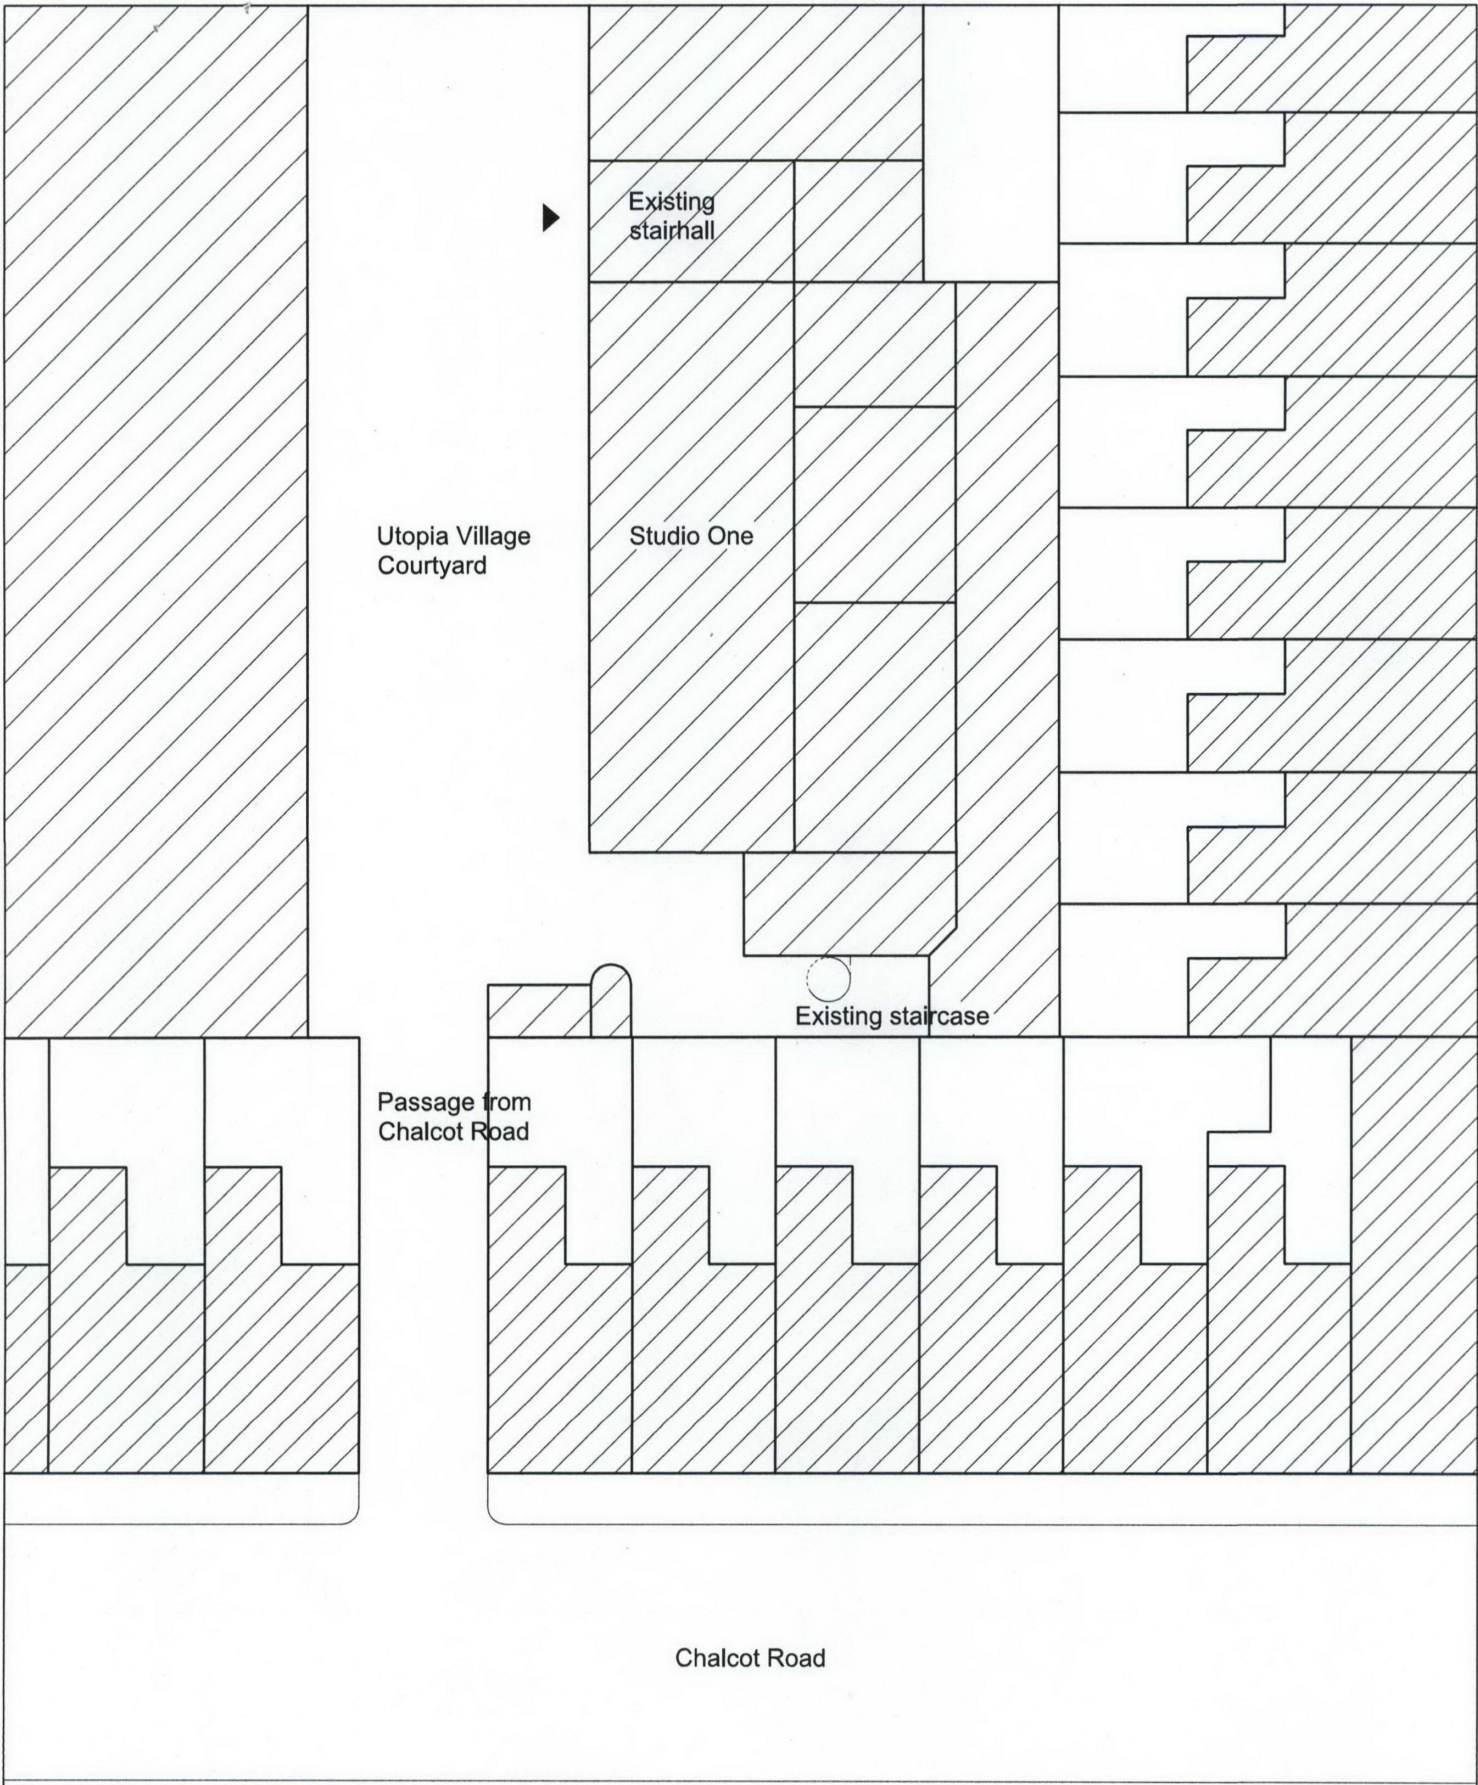 Existing
stairhall
Utopia Village
Courtyard
Studio One
Existing staircase
Passage from
Chalcot Road
Chalcot Road